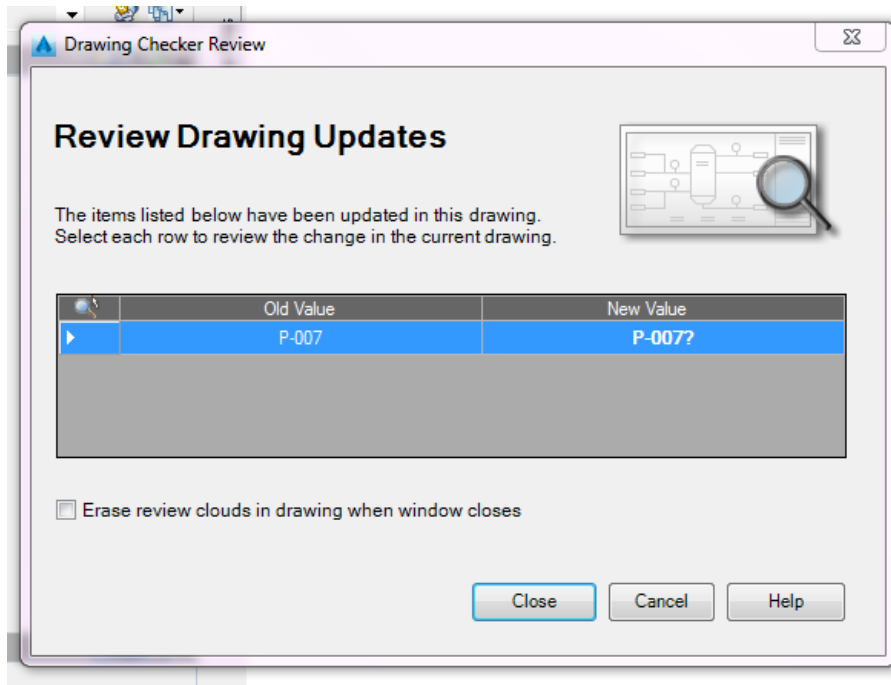 Drawing Checker Review
Review Drawing Updates
The items listed below have been updated in this drawing.
Select each row to review the change in the current drawing.
Old Value New Value
P-007 P-007?
Erase review clouds in drawing when window closes
Close Cancel Help